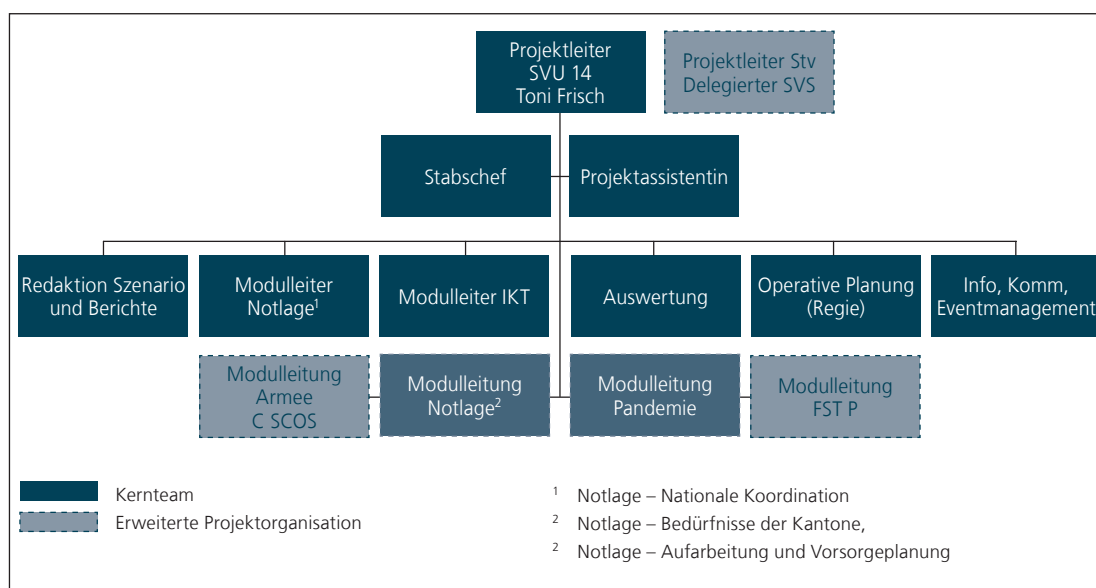 Projektleiter
SVU 14
Toni Frisch
Projektleiter Stv
Delegierter SVS
Stabschef
Projektassistentin
Redaktion Szenario
und Berichte
Modulleiter
Notlage¹
Modulleiter IKT
Auswertung
Operative Planung
(Regie)
Info, Komm,
Eventmanagement
Modulleitung
Armee
C SCOS
Modulleitung
Notlage²
Modulleitung
Pandemie
Modulleitung
FST P
Kernteam
Erweiterte Projektorganisation
¹ Notlage – Nationale Koordination
² Notlage – Bedürfnisse der Kantone,
² Notlage – Aufarbeitung und Vorsorgeplanung